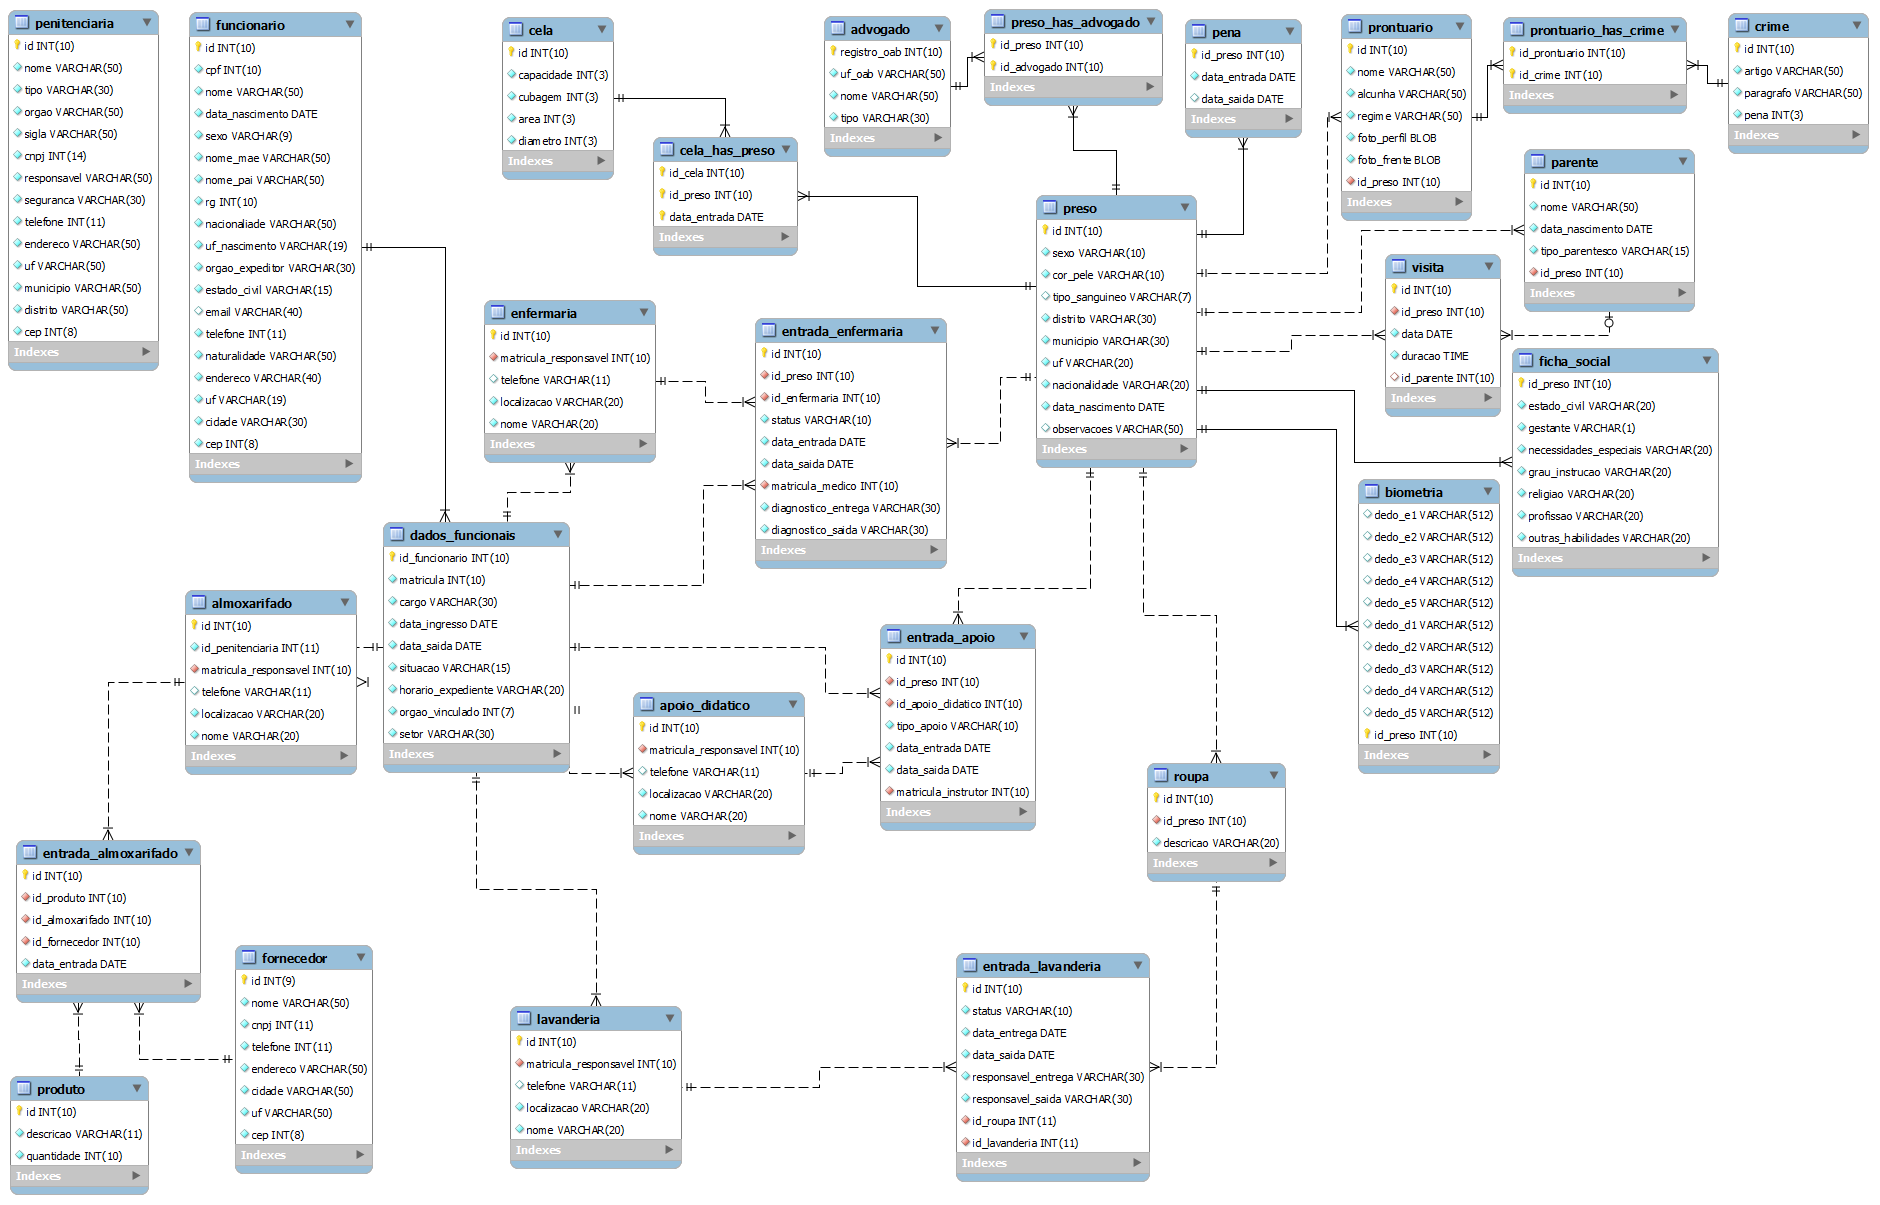 penitenciaria
id INT(10)
nome VARCHAR(50)
tipo VARCHAR(30)
orgao VARCHAR(50)
sigla VARCHAR(50)
cnpj INT(14)
responsavel VARCHAR(50)
seguranca VARCHAR(30)
telefone INT(11)
endereco VARCHAR(50)
uf VARCHAR(50)
municipio VARCHAR(50)
distrito VARCHAR(50)
cep INT(8)
Indexes
funcionario
id INT(10)
cpf INT(10)
nome VARCHAR(50)
data_nascimento DATE
sexo VARCHAR(9)
nome_mae VARCHAR(50)
nome_pai VARCHAR(50)
rg INT(10)
nacionaliade VARCHAR(50)
uf_nascimento VARCHAR(19)
orgao_expeditor VARCHAR(30)
estado_civil VARCHAR(15)
email VARCHAR(40)
telefone INT(11)
naturalidade VARCHAR(50)
endereco VARCHAR(40)
uf VARCHAR(19)
cidade VARCHAR(30)
cep INT(8)
Indexes
cela
id INT(10)
capacidade INT(3)
cubagem INT(3)
area INT(3)
diametro INT(3)
Indexes
cela_has_preso
id_cela INT(10)
id_preso INT(10)
data_entrada DATE
Indexes
advogado
registro_oab INT(10)
uf_oab VARCHAR(50)
nome VARCHAR(50)
tipo VARCHAR(30)
Indexes
preso_has_advogado
id_preso INT(10)
id_advogado INT(10)
Indexes
pena
id_preso INT(10)
data_entrada DATE
data_saida DATE
Indexes
prontuario
id INT(10)
nome VARCHAR(50)
alcunha VARCHAR(50)
regime VARCHAR(50)
foto_perfil BLOB
foto_frente BLOB
id_preso INT(10)
Indexes
prontuario_has_crime
id_prontuario INT(10)
id_crime INT(10)
Indexes
crime
id INT(10)
artigo VARCHAR(50)
paragrafo VARCHAR(50)
pena INT(3)
Indexes
parente
id INT(10)
nome VARCHAR(50)
data_nascimento DATE
tipo_parentesco VARCHAR(15)
id_preso INT(10)
Indexes
preso
id INT(10)
sexo VARCHAR(10)
cor_pele VARCHAR(10)
tipo_sanguineo VARCHAR(7)
distrito VARCHAR(30)
municipio VARCHAR(30)
uf VARCHAR(20)
nacionalidade VARCHAR(20)
data_nascimento DATE
observacoes VARCHAR(50)
Indexes
visita
id INT(10)
id_preso INT(10)
data DATE
duracao TIME
id_parente INT(10)
Indexes
ficha_social
id_preso INT(10)
estado_civil VARCHAR(20)
gestante VARCHAR(1)
necessidades_especiais VARCHAR(20)
grau_instrucao VARCHAR(20)
religiao VARCHAR(20)
profissao VARCHAR(20)
outras_habilidades VARCHAR(20)
Indexes
enfermaria
id INT(10)
matricula_responsavel INT(10)
telefone VARCHAR(11)
localizacao VARCHAR(20)
nome VARCHAR(20)
Indexes
entrada_enfermaria
id INT(10)
id_preso INT(10)
id_enfermaria INT(10)
status VARCHAR(10)
data_entrada DATE
data_saida DATE
matricula_medico INT(10)
diagnostico_entrega VARCHAR(30)
diagnostico_saida VARCHAR(30)
Indexes
biometria
dedo_e1 VARCHAR(512)
dedo_e2 VARCHAR(512)
dedo_e3 VARCHAR(512)
dedo_e4 VARCHAR(512)
dedo_e5 VARCHAR(512)
dedo_d1 VARCHAR(512)
dedo_d2 VARCHAR(512)
dedo_d3 VARCHAR(512)
dedo_d4 VARCHAR(512)
dedo_d5 VARCHAR(512)
id_preso INT(10)
Indexes
dados_funcionais
id_funcionario INT(10)
matricula INT(10)
cargo VARCHAR(30)
data_ingresso DATE
data_saida DATE
situacao VARCHAR(15)
horario_expediente VARCHAR(20)
orgao_vinculado INT(7)
setor VARCHAR(30)
Indexes
almoxarifado
id INT(10)
id_penitenciaria INT(11)
matricula_responsavel INT(10)
telefone VARCHAR(11)
localizacao VARCHAR(20)
nome VARCHAR(20)
Indexes
entrada_apoio
id INT(10)
id_preso INT(10)
id_apoio_didatico INT(10)
tipo_apoio VARCHAR(10)
data_entrada DATE
data_saida DATE
matricula_instrutor INT(10)
Indexes
apoio_didatico
id INT(10)
matricula_responsavel INT(10)
telefone VARCHAR(11)
localizacao VARCHAR(20)
nome VARCHAR(20)
Indexes
roupa
id INT(10)
id_preso INT(10)
descricao VARCHAR(20)
Indexes
entrada_almoxarifado
id INT(10)
id_produto INT(10)
id_almoxarifado INT(10)
id_fornecedor INT(10)
data_entrada DATE
Indexes
fornecedor
id INT(9)
nome VARCHAR(50)
cnpj INT(11)
telefone INT(11)
endereco VARCHAR(50)
cidade VARCHAR(50)
uf VARCHAR(50)
cep INT(8)
Indexes
produto
id INT(10)
descricao VARCHAR(11)
quantidade INT(10)
Indexes
lavanderia
id INT(10)
matricula_responsavel INT(10)
telefone VARCHAR(11)
localizacao VARCHAR(20)
nome VARCHAR(20)
Indexes
entrada_lavanderia
id INT(10)
status VARCHAR(10)
data_entrega DATE
data_saida DATE
responsavel_entrega VARCHAR(30)
responsavel_saida VARCHAR(30)
id_roupa INT(11)
id_lavanderia INT(11)
Indexes